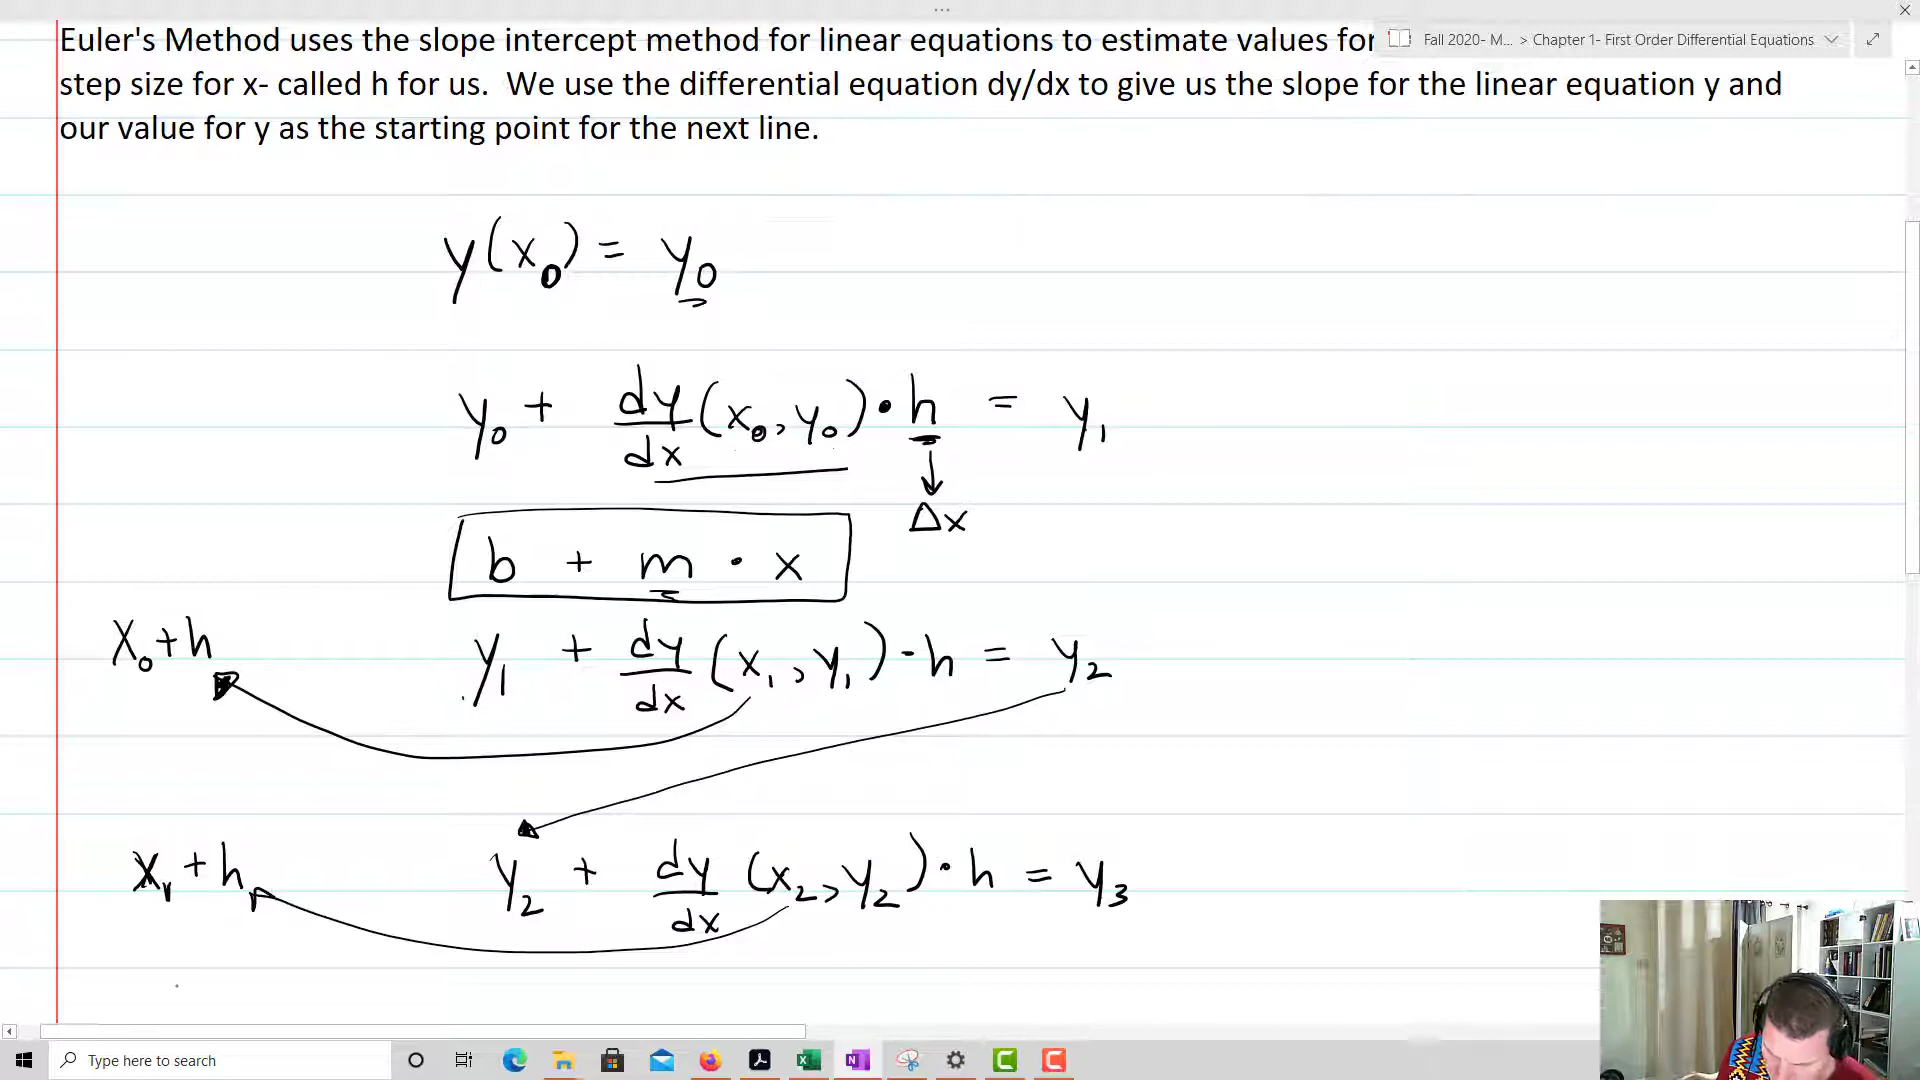 Euler's Method uses the slope intercept method for linear equations to estimate values for
Fall 2020- M... > Chapter 1- First Order Differential Equations
step size for x- called h for us. We use the differential equation dy/dx to give us the slope for the linear equation y and
our value for y as the starting point for the next line.
y(x₀) = y₀
y₀ + dy/dx (x₀, y₀) • h = y₁
Δx
b + m • x
x₀ + h
y₁ + dy/dx (x₁, y₁) • h = y₂
x₁ + h
y₂ + dy/dx (x₂, y₂) • h = y₃
Type here to search